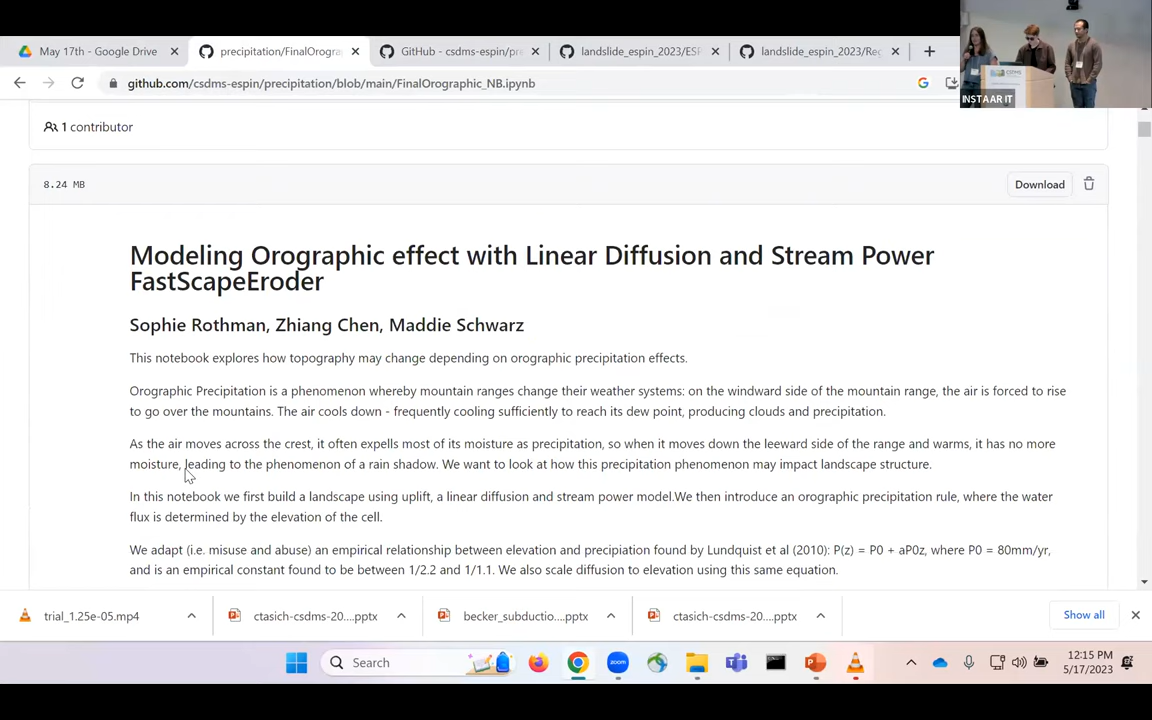 May 17th - Google Drive
precipitation/FinalOrogra
GitHub - csdms-espin/pre
landslide_espin_2023/ESP
landslide_espin_2023/Reg
github.com/csdms-espin/precipitation/blob/main/FinalOrographic_NB.ipynb
INSTAAR IT
1 contributor
8.24 MB
Download
Modeling Orographic effect with Linear Diffusion and Stream Power
FastScapeEroder
Sophie Rothman, Zhiang Chen, Maddie Schwarz
This notebook explores how topography may change depending on orographic precipitation effects.
Orographic Precipitation is a phenomenon whereby mountain ranges change their weather systems: on the windward side of the mountain range, the air is forced to rise
to go over the mountains. The air cools down - frequently cooling sufficiently to reach its dew point, producing clouds and precipitation.
As the air moves across the crest, it often expells most of its moisture as precipitation, so when it moves down the leeward side of the range and warms, it has no more
moisture, leading to the phenomenon of a rain shadow. We want to look at how this precipitation phenomenon may impact landscape structure.
In this notebook we first build a landscape using uplift, a linear diffusion and stream power model.We then introduce an orographic precipitation rule, where the water
flux is determined by the elevation of the cell.
We adapt (i.e. misuse and abuse) an empirical relationship between elevation and precipiation found by Lundquist et al (2010): P(z) = P0 + aP0z, where P0 = 80mm/yr,
and is an empirical constant found to be between 1/2.2 and 1/1.1. We also scale diffusion to elevation using this same equation.
trial_1.25e-05.mp4
ctasich-csdms-20....pptx
becker_subductio....pptx
ctasich-csdms-20....pptx
Show all
Search
zoom
12:15 PM
5/17/2023